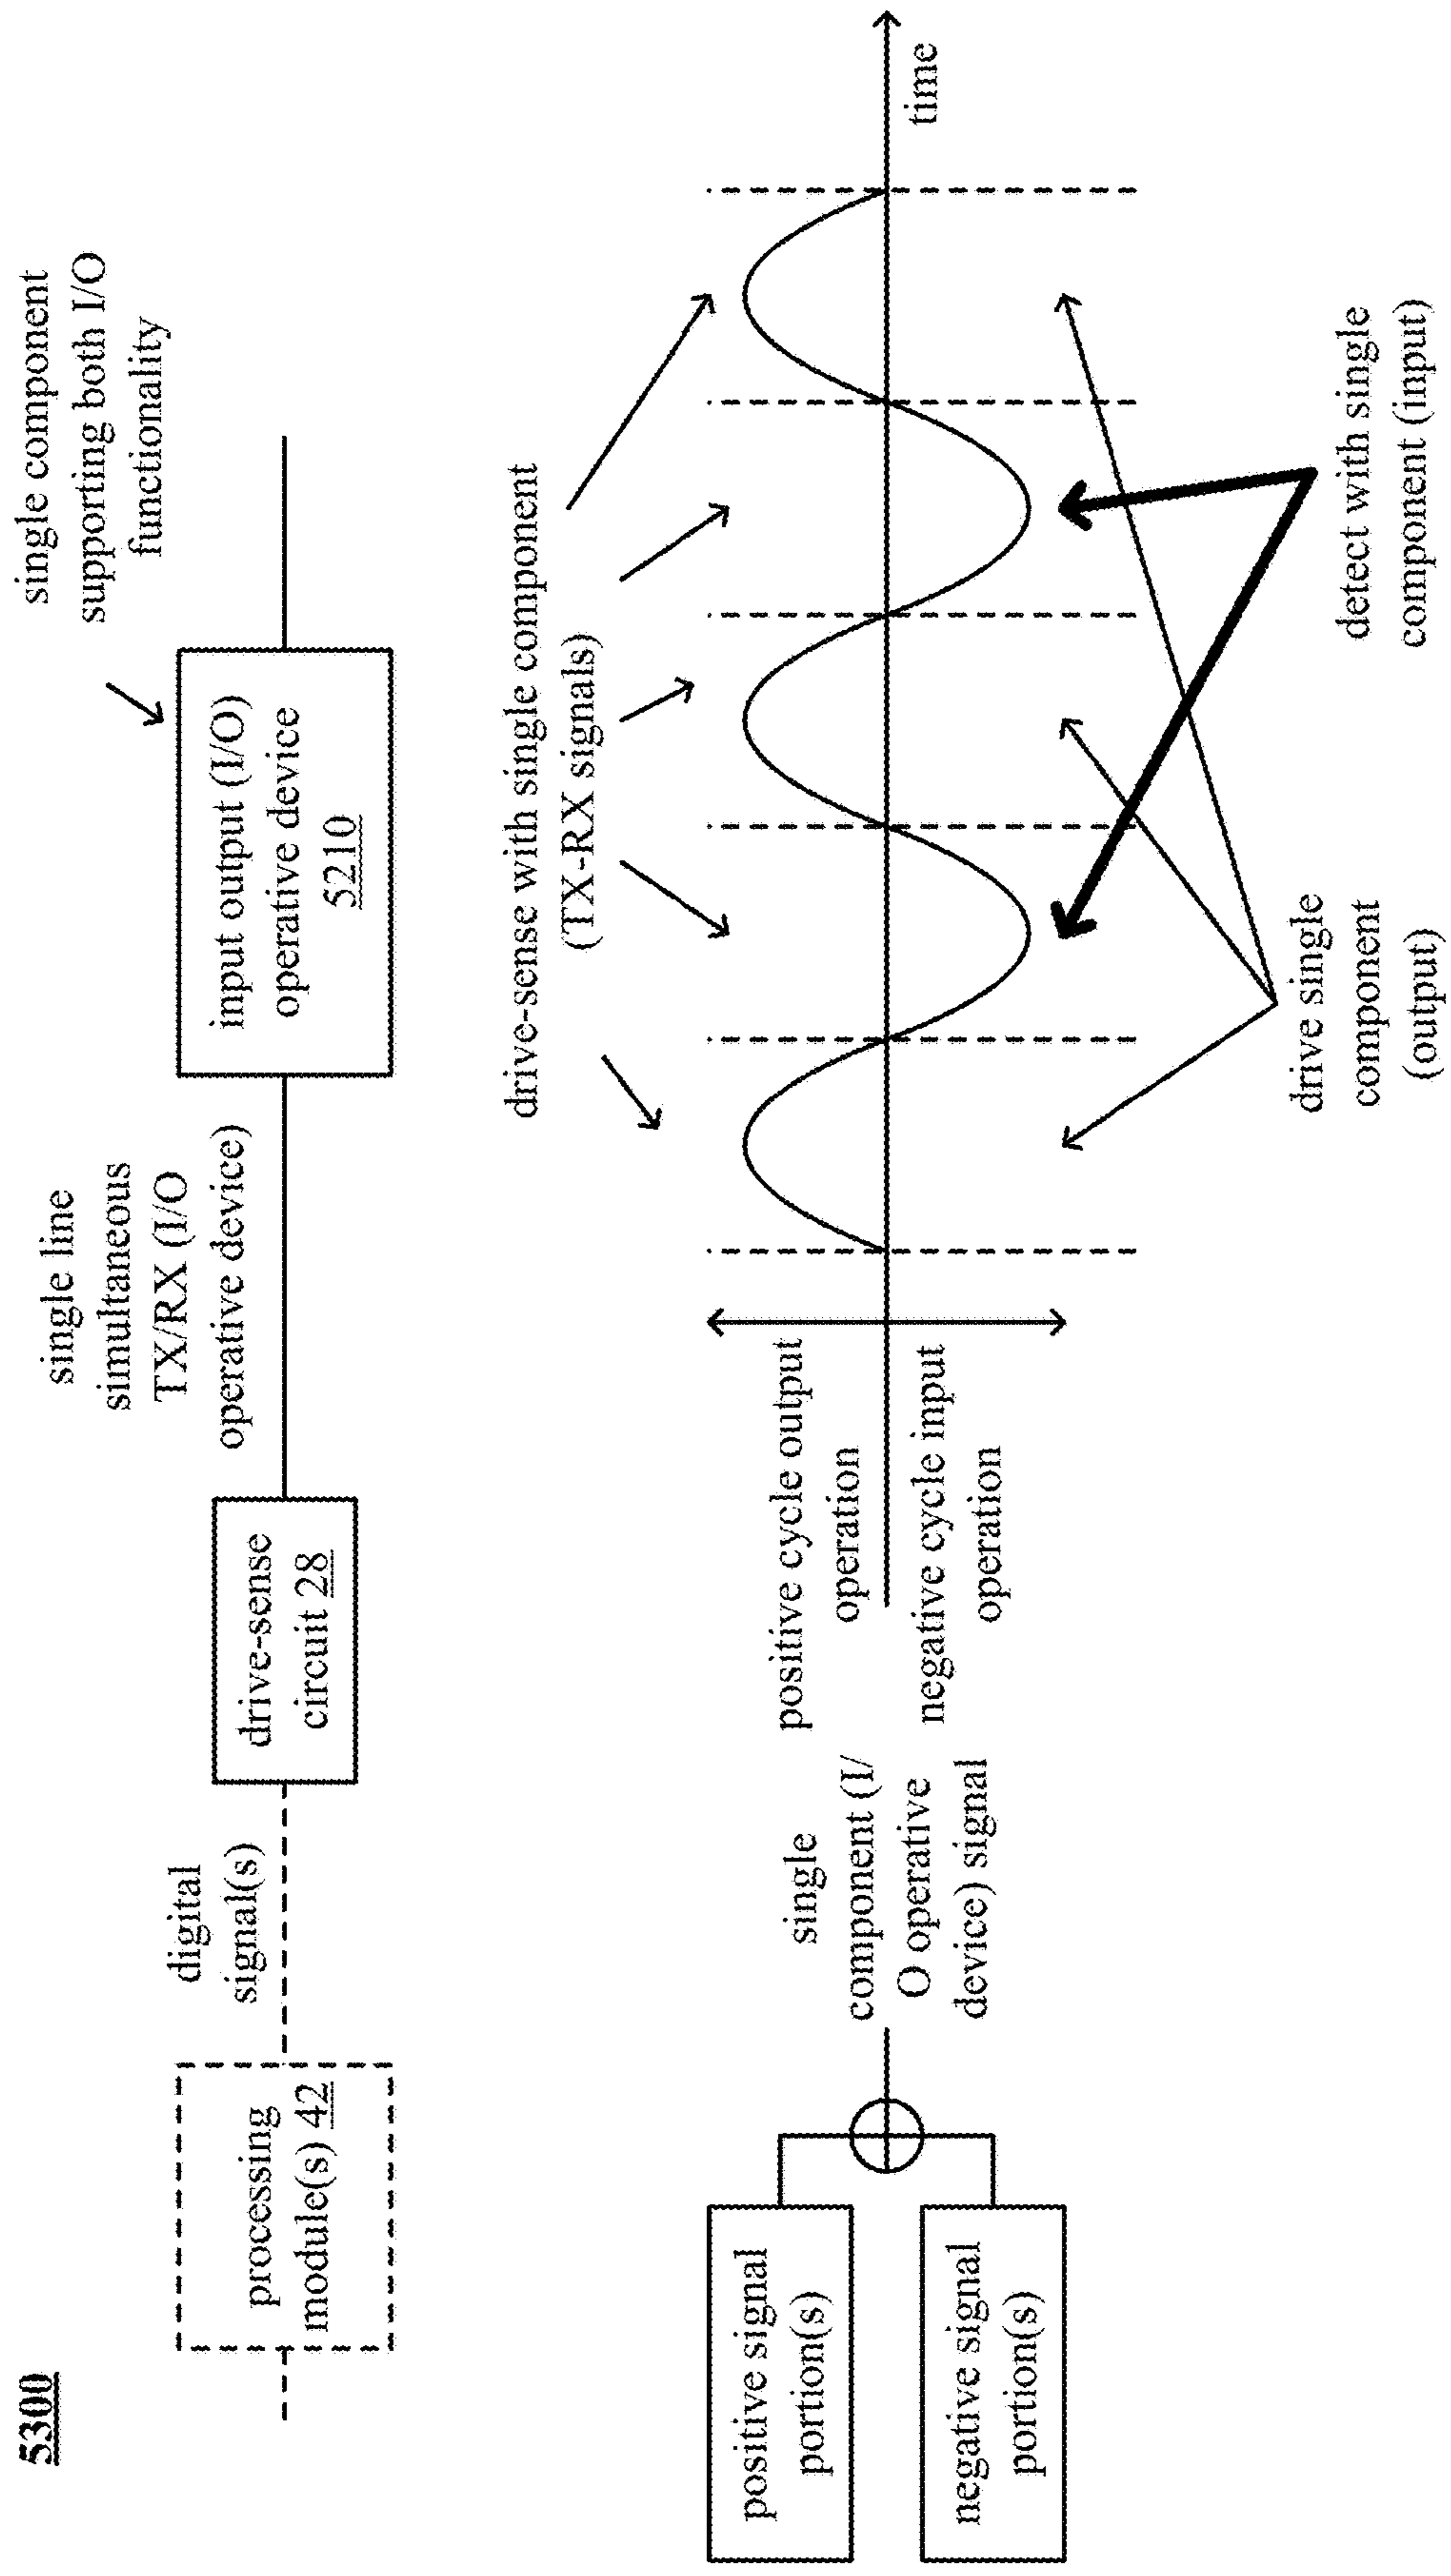 5300
processing
module(s) 42
digital
signal(s)
drive-sense
circuit 28
single line
simultaneous
TX/RX (I/O
operative device)
input output (I/O)
operative device
5210
single component
supporting both I/O
functionality
positive signal
portion(s)
negative signal
portion(s)
single
component (I/
O operative
device) signal
positive cycle output
operation
negative cycle input
operation
drive-sense with single component
(TX-RX signals)
time
drive single
component
(output)
detect with single
component (input)